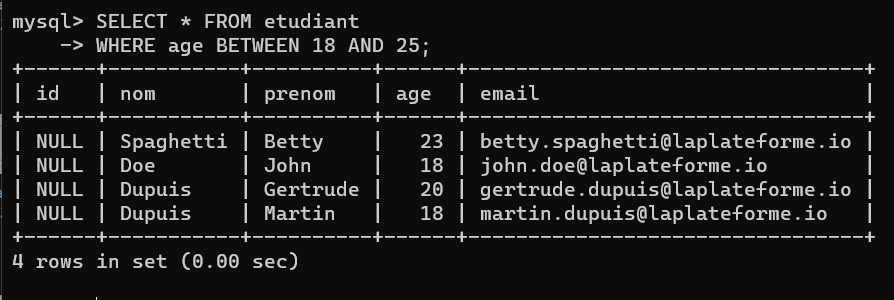 mysql> SELECT * FROM etudiant
    -> WHERE age BETWEEN 18 AND 25;
+------+-----------+----------+------+--------------------------------+
| id   | nom       | prenom   | age  | email                          |
+------+-----------+----------+------+--------------------------------+
| NULL | Spaghetti | Betty    |   23 | betty.spaghetti@laplateforme.io |
| NULL | Doe       | John     |   18 | john.doe@laplateforme.io        |
| NULL | Dupuis    | Gertrude |   20 | gertrude.dupuis@laplateforme.io |
| NULL | Dupuis    | Martin   |   18 | martin.dupuis@laplateforme.io   |
+------+-----------+----------+------+--------------------------------+
4 rows in set (0.00 sec)